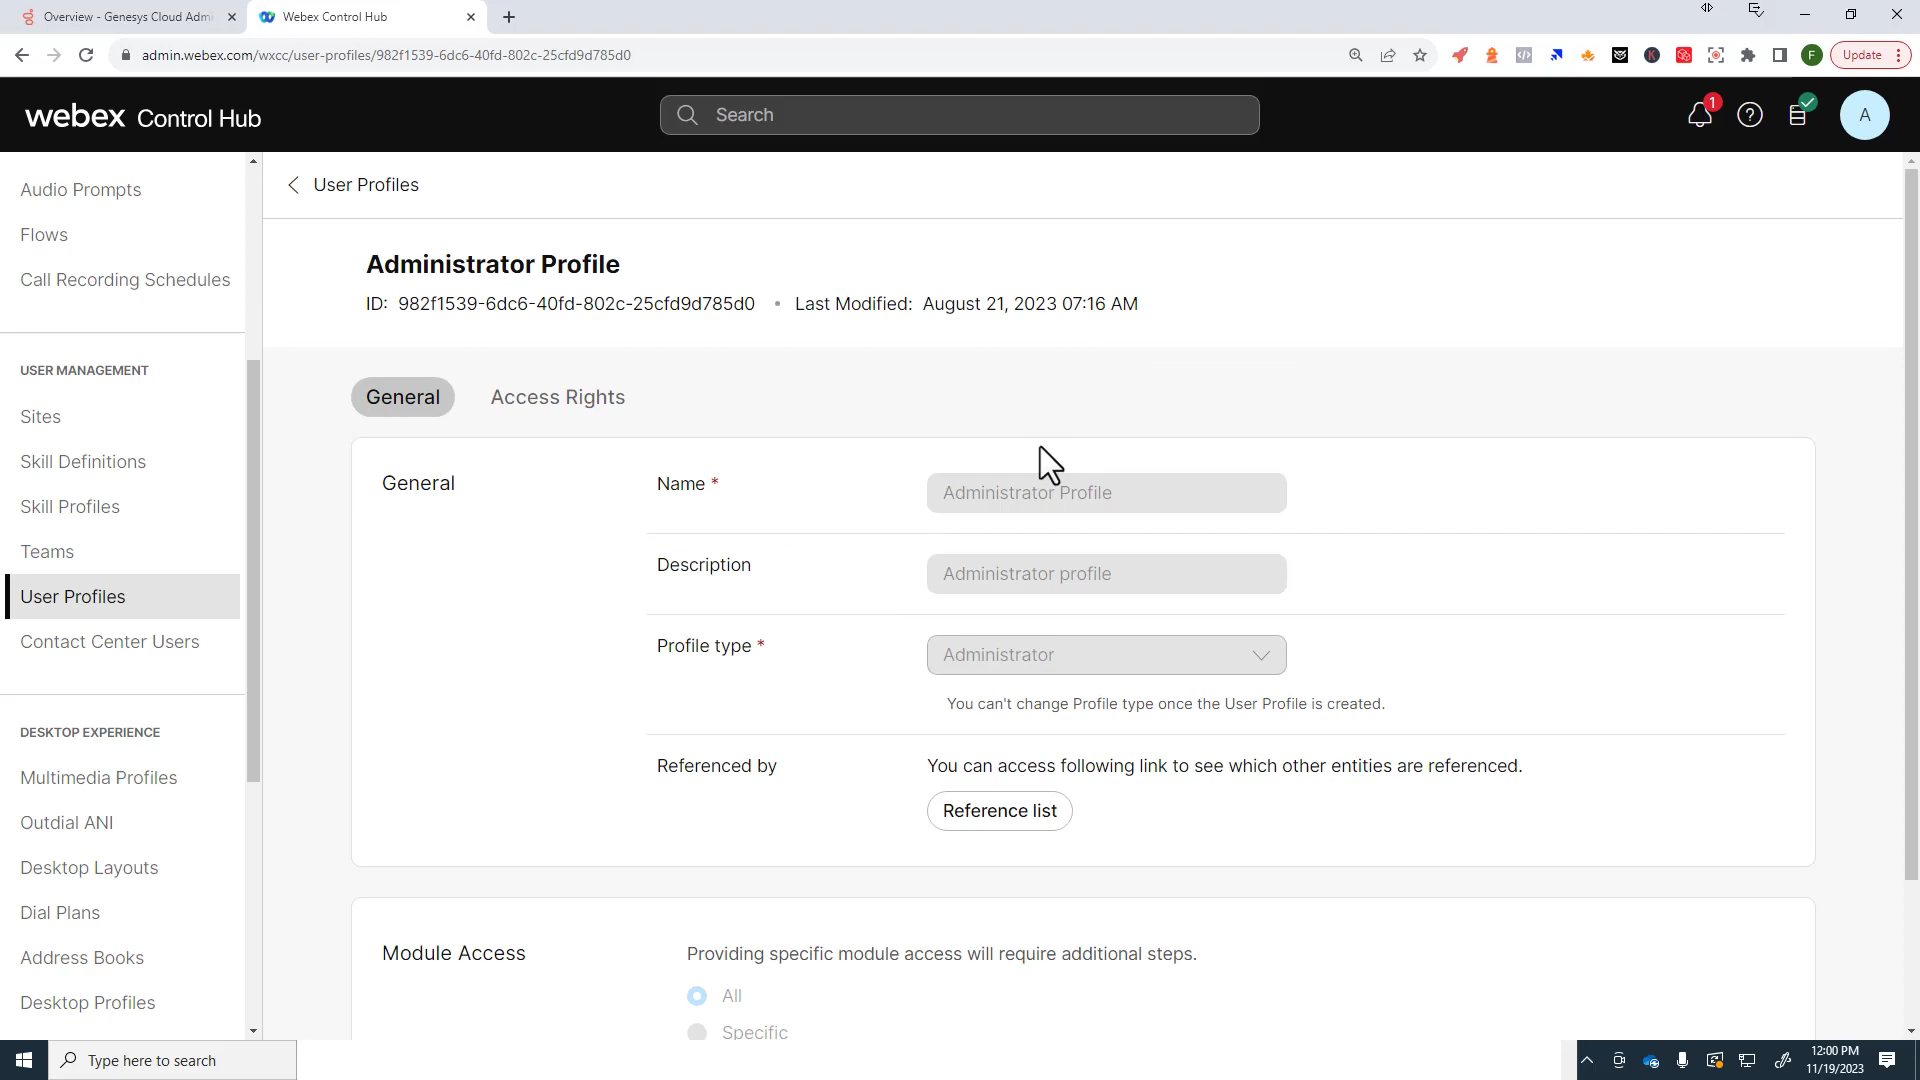 Overview - Genesys Cloud Admi
Webex Control Hub
admin.webex.com/wxcc/user-profiles/982f1539-6dc6-40fd-802c-25cfd9d785d0
F
Update
webex Control Hub
Search
1
A
Audio Prompts
Flows
Call Recording Schedules
USER MANAGEMENT
Sites
Skill Definitions
Skill Profiles
Teams
User Profiles
Contact Center Users
DESKTOP EXPERIENCE
Multimedia Profiles
Outdial ANI
Desktop Layouts
Dial Plans
Address Books
Desktop Profiles
User Profiles
Administrator Profile
ID: 982f1539-6dc6-40fd-802c-25cfd9d785d0 • Last Modified: August 21, 2023 07:16 AM
General Access Rights
General
Name *
Administrator Profile
Description
Administrator profile
Profile type *
Administrator
You can't change Profile type once the User Profile is created.
Referenced by
You can access following link to see which other entities are referenced.
Reference list
Module Access
Providing specific module access will require additional steps.
All
Specific
Type here to search
12:00 PM
11/19/2023